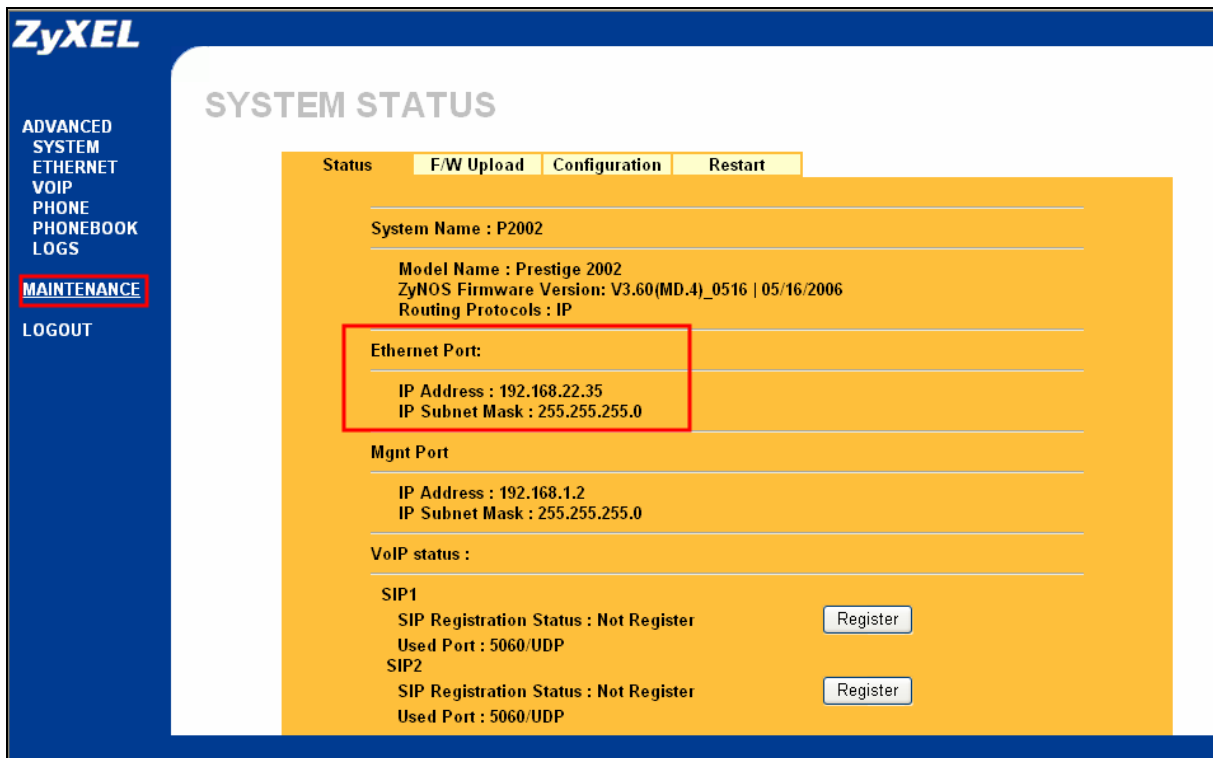 ZyXEL
SYSTEM STATUS
ADVANCED
SYSTEM
ETHERNET
VOIP
PHONE
PHONEBOOK
LOGS
MAINTENANCE
LOGOUT
Status F/W Upload Configuration Restart
System Name : P2002
Model Name : Prestige 2002
ZyNOS Firmware Version: V3.60(MD.4)_0516 | 05/16/2006
Routing Protocols : IP
Ethernet Port:
IP Address : 192.168.22.35
IP Subnet Mask : 255.255.255.0
Mgnt Port
IP Address : 192.168.1.2
IP Subnet Mask : 255.255.255.0
VoIP status :
SIP1
SIP Registration Status : Not Register Register
Used Port : 5060/UDP
SIP2
SIP Registration Status : Not Register Register
Used Port : 5060/UDP